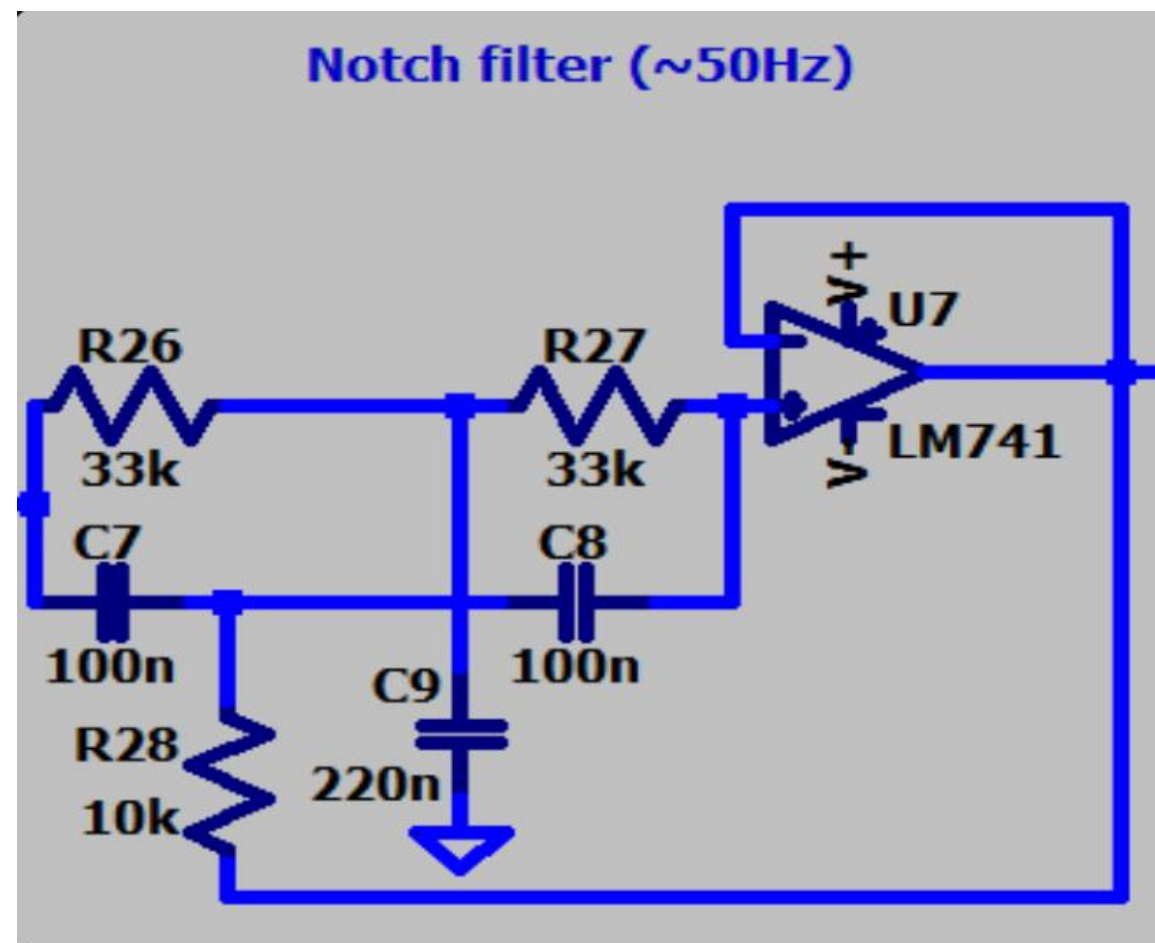 Notch filter (~50Hz)
V+
U7
R26
R27
33k
33k
LM741
V-
C7
C8
100n
100n
C9
R28
220n
10k